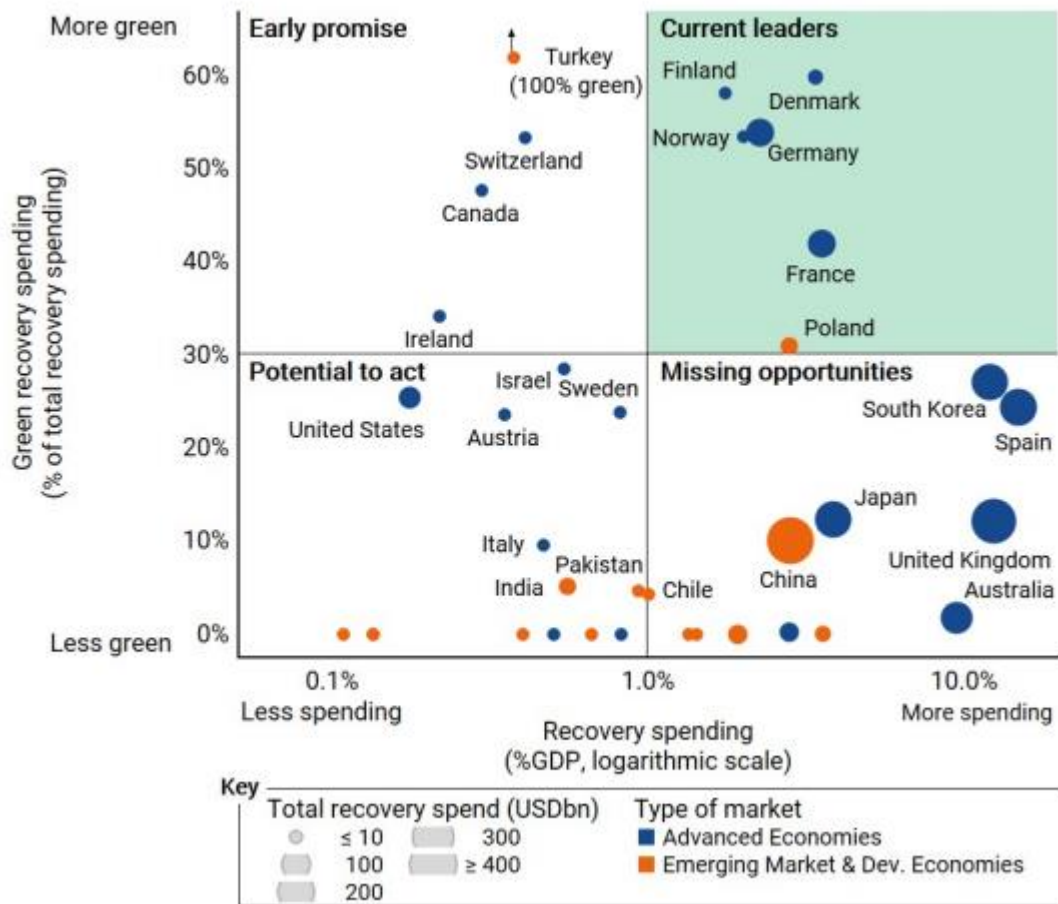 More green
Early promise
Current leaders
Turkey
(100% green)
Finland
Denmark
60%
Norway
Germany
Switzerland
50%
Canada
40%
France
Poland
Ireland
30%
Green recovery spending
(% of total recovery spending)
Potential to act
Missing opportunities
Israel
Sweden
United States
Austria
South Korea
Spain
20%
Japan
10%
Italy
Pakistan
India
Chile
China
United Kingdom
Australia
0%
Less green
0.1%
1.0%
10.0%
Less spending
More spending
Recovery spending
(%GDP, logarithmic scale)
Key
Total recovery spend (USDbn)
≤ 10
300
100
≥ 400
200
Type of market
Advanced Economies
Emerging Market & Dev. Economies